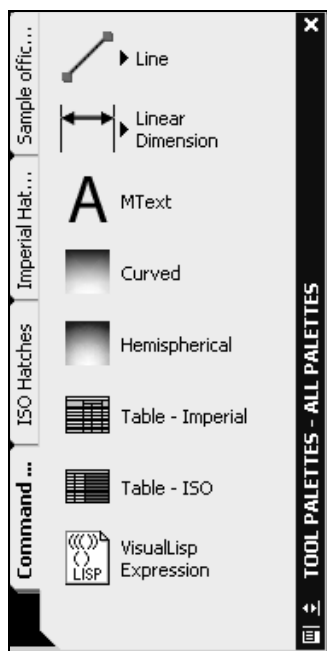 Sample offic...
Imperial Hat...
ISO Hatches
Command ...
Line
Linear
Dimension
A MText
Curved
Hemispherical
Table - Imperial
Table - ISO
LISP
VisualLisp
Expression
TOOL PALETTES - ALL PALETTES